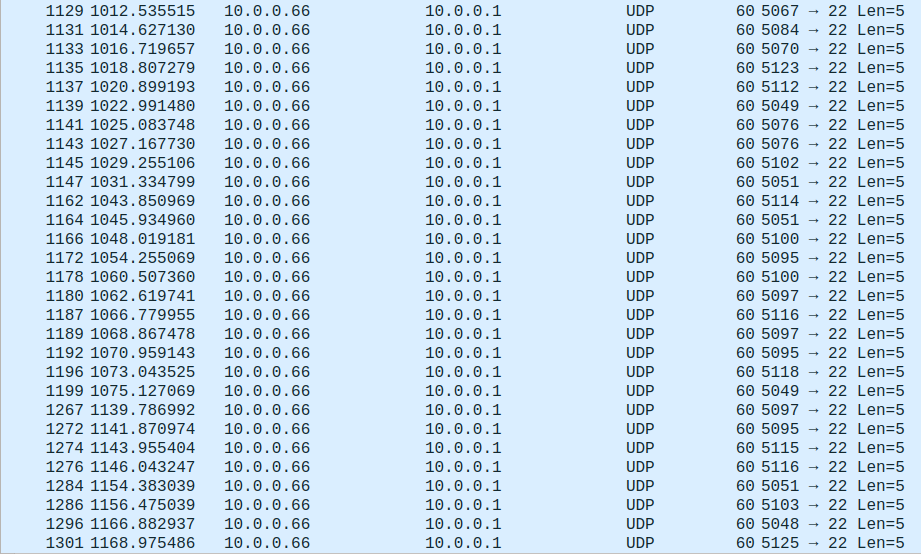 1129 1012.535515 10.0.0.66 10.0.0.1 UDP 60 5067 → 22 Len=5
1131 1014.627130 10.0.0.66 10.0.0.1 UDP 60 5084 → 22 Len=5
1133 1016.719657 10.0.0.66 10.0.0.1 UDP 60 5070 → 22 Len=5
1135 1018.807279 10.0.0.66 10.0.0.1 UDP 60 5123 → 22 Len=5
1137 1020.899193 10.0.0.66 10.0.0.1 UDP 60 5112 → 22 Len=5
1139 1022.991480 10.0.0.66 10.0.0.1 UDP 60 5049 → 22 Len=5
1141 1025.083748 10.0.0.66 10.0.0.1 UDP 60 5076 → 22 Len=5
1143 1027.167730 10.0.0.66 10.0.0.1 UDP 60 5076 → 22 Len=5
1145 1029.255106 10.0.0.66 10.0.0.1 UDP 60 5102 → 22 Len=5
1147 1031.334799 10.0.0.66 10.0.0.1 UDP 60 5051 → 22 Len=5
1162 1043.850969 10.0.0.66 10.0.0.1 UDP 60 5114 → 22 Len=5
1164 1045.934960 10.0.0.66 10.0.0.1 UDP 60 5051 → 22 Len=5
1166 1048.019181 10.0.0.66 10.0.0.1 UDP 60 5100 → 22 Len=5
1172 1054.255069 10.0.0.66 10.0.0.1 UDP 60 5095 → 22 Len=5
1178 1060.507360 10.0.0.66 10.0.0.1 UDP 60 5100 → 22 Len=5
1180 1062.619741 10.0.0.66 10.0.0.1 UDP 60 5097 → 22 Len=5
1187 1066.779955 10.0.0.66 10.0.0.1 UDP 60 5116 → 22 Len=5
1189 1068.867478 10.0.0.66 10.0.0.1 UDP 60 5097 → 22 Len=5
1192 1070.959143 10.0.0.66 10.0.0.1 UDP 60 5095 → 22 Len=5
1196 1073.043525 10.0.0.66 10.0.0.1 UDP 60 5118 → 22 Len=5
1199 1075.127069 10.0.0.66 10.0.0.1 UDP 60 5049 → 22 Len=5
1267 1139.786992 10.0.0.66 10.0.0.1 UDP 60 5097 → 22 Len=5
1272 1141.870974 10.0.0.66 10.0.0.1 UDP 60 5095 → 22 Len=5
1274 1143.955404 10.0.0.66 10.0.0.1 UDP 60 5115 → 22 Len=5
1276 1146.043247 10.0.0.66 10.0.0.1 UDP 60 5116 → 22 Len=5
1284 1154.383039 10.0.0.66 10.0.0.1 UDP 60 5051 → 22 Len=5
1286 1156.475039 10.0.0.66 10.0.0.1 UDP 60 5103 → 22 Len=5
1296 1166.882937 10.0.0.66 10.0.0.1 UDP 60 5048 → 22 Len=5
1301 1168.975486 10.0.0.66 10.0.0.1 UDP 60 5125 → 22 Len=5